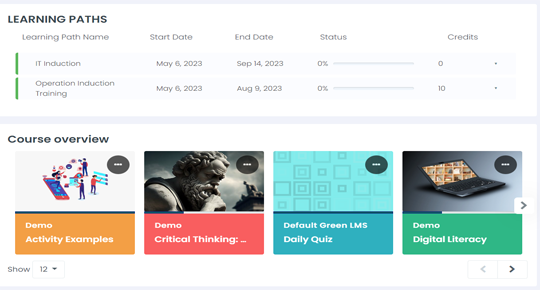 LEARNING PATHS
Learning Path Name Start Date End Date Status Credits
IT Induction May 6, 2023 Sep 14, 2023 0% 0
Operation Induction
Training May 6, 2023 Aug 9, 2023 0% 10
Course overview
Demo
Activity Examples
Demo
Critical Thinking: ...
Default Green LMS
Daily Quiz
Demo
Digital Literacy
Show 12